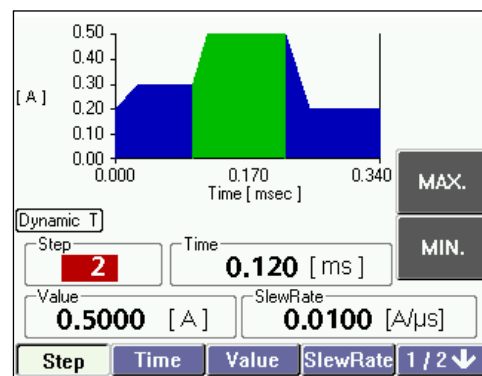 0.50
0.40
0.30
[ A ]
0.20
0.10
0.00
0.000 0.170 0.340
Time [ msec ]
MAX.
MIN.
Dynamic T
Step
2
Time
0.120 [ ms ]
Value
0.5000 [ A ]
SlewRate
0.0100 [A/µs]
Step Time Value SlewRate 1 / 2